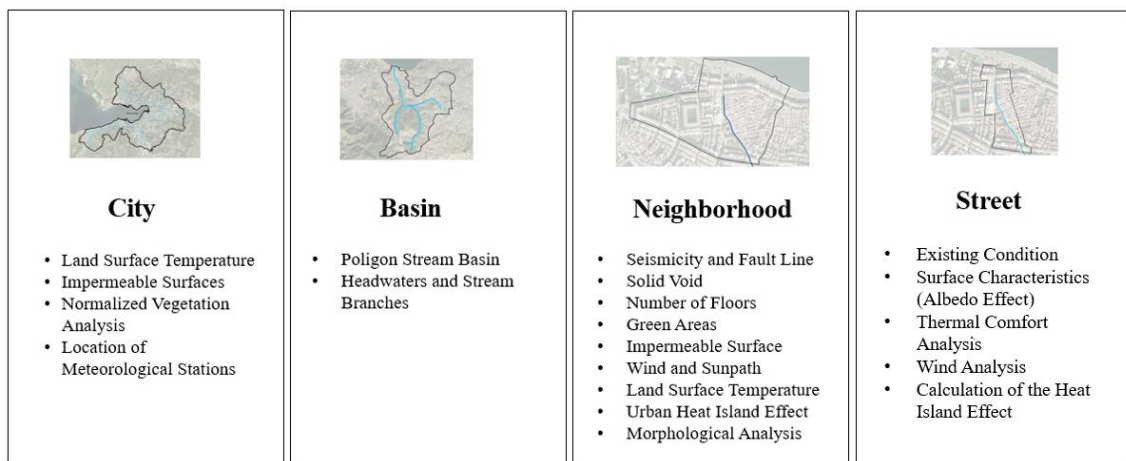 City
• Land Surface Temperature
• Impermeable Surfaces
• Normalized Vegetation
Analysis
• Location of
Meteorological Stations
Basin
• Poligon Stream Basin
• Headwaters and Stream
Branches
Neighborhood
• Seismicity and Fault Line
• Solid Void
• Number of Floors
• Green Areas
• Impermeable Surface
• Wind and Sunpath
• Land Surface Temperature
• Urban Heat Island Effect
• Morphological Analysis
Street
• Existing Condition
• Surface Characteristics
(Albedo Effect)
• Thermal Comfort
Analysis
• Wind Analysis
• Calculation of the Heat
Island Effect